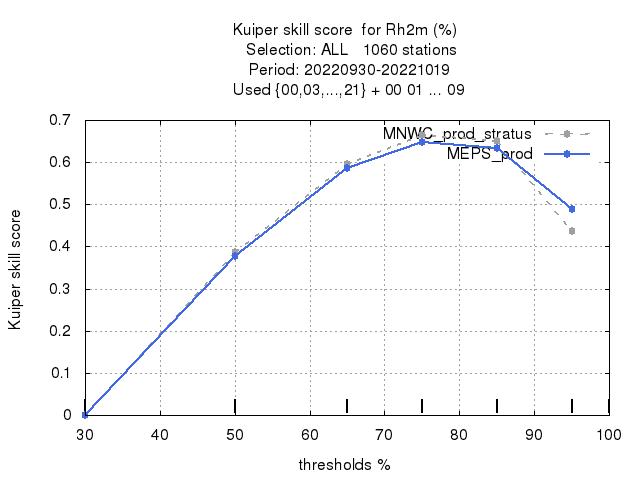 Kuiper skill score  for Rh2m (%)
Selection: ALL   1060 stations
Period: 20220930-20221019
Used {00,03,...,21} + 00 01 ... 09
MNWC_prod_stratus
MEPS_prod
Kuiper skill score
0.7
0.6
0.5
0.4
0.3
0.2
0.1
0
30 40 50 60 70 80 90 100
thresholds %